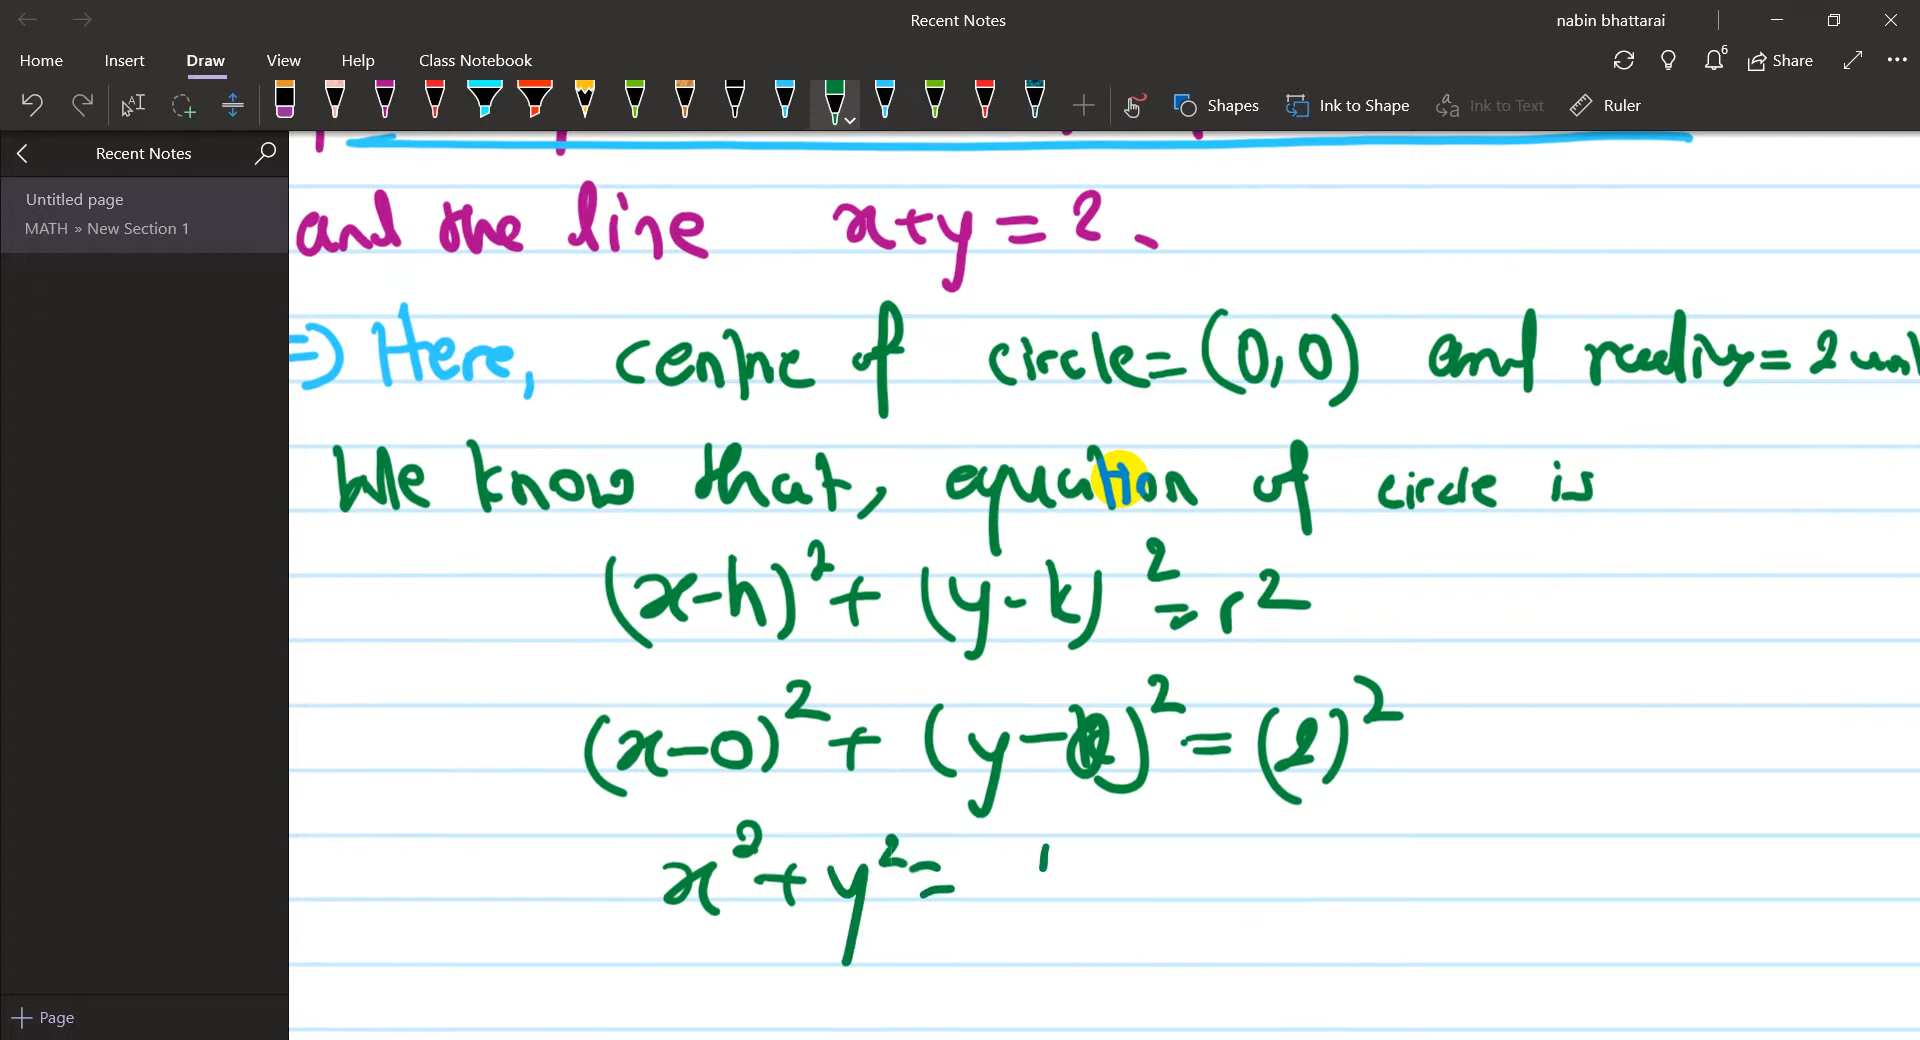 Recent Notes
nabin bhattarai
Home Insert Draw View Help Class Notebook
6
Share
Shapes Ink to Shape Ink to Text Ruler
Recent Notes
Untitled page
MATH » New Section 1
and the line x+y=2.
⇒ Here, centre of circle=(0,0) and radius=2 uni
We know that, equation of circle is
(x-h)²+(y-k)²=r²
(x-0)²+(y-0)²=(2)²
x²+y²=
Page